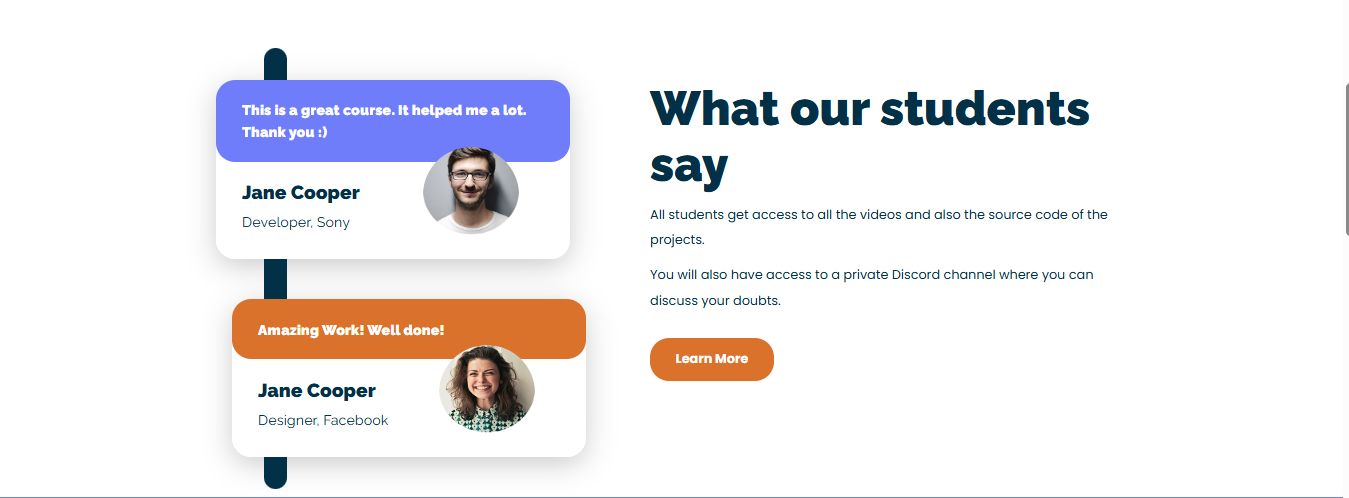 This is a great course. It helped me a lot.
Thank you :)
Jane Cooper
Developer, Sony
Amazing Work! Well done!
Jane Cooper
Designer, Facebook
What our students
say
All students get access to all the videos and also the source code of the
projects.
You will also have access to a private Discord channel where you can
discuss your doubts.
Learn More